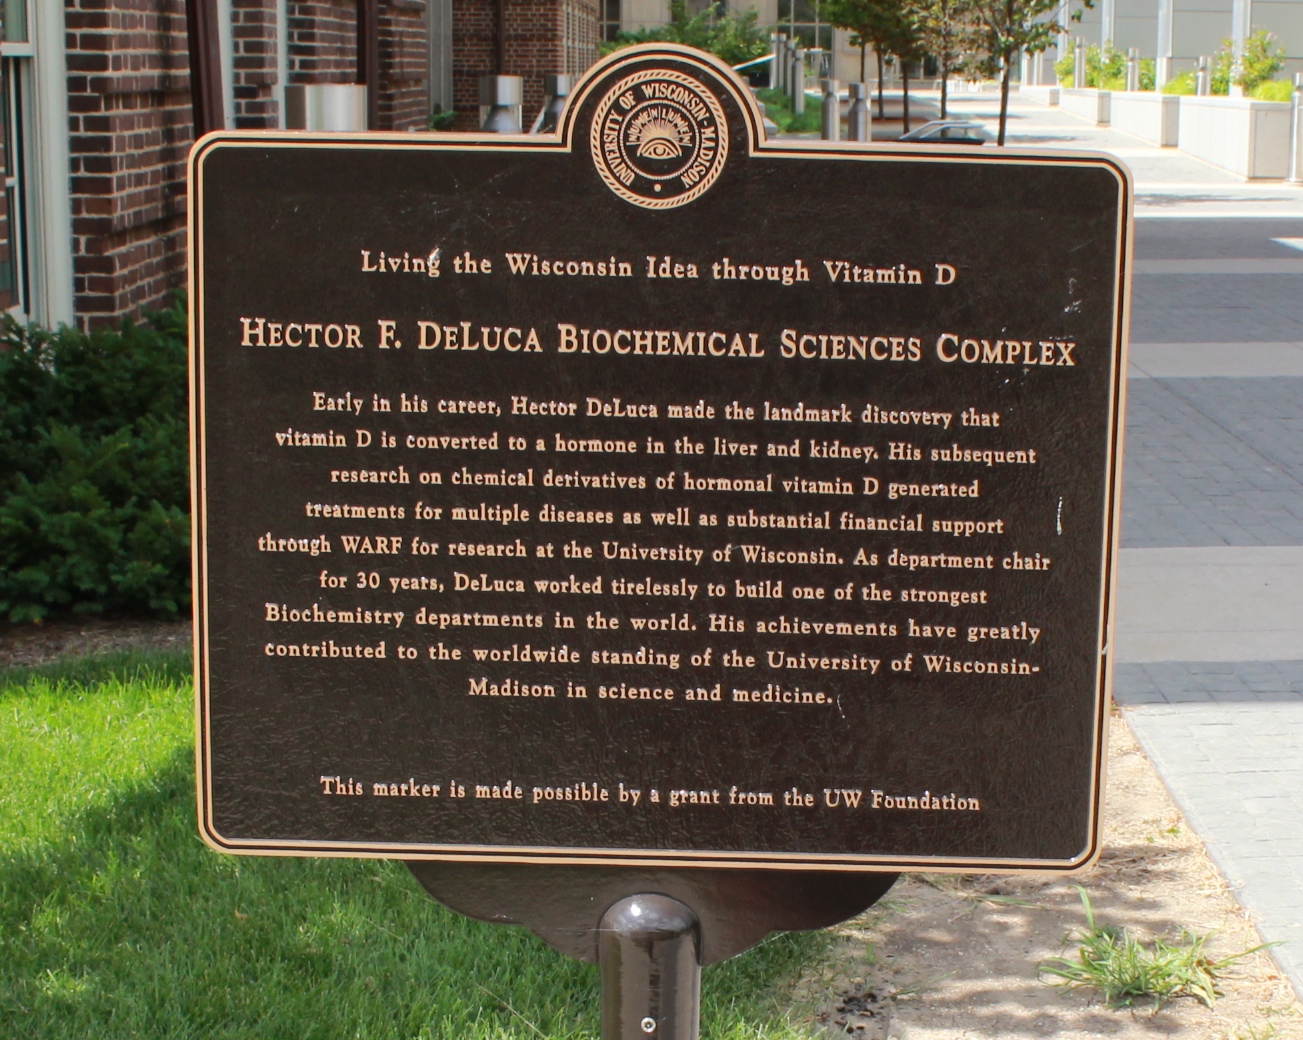 UNIVERSITY OF WISCONSIN-MADISON
NUMEN LUMEN
Living the Wisconsin Idea through Vitamin D
HECTOR F. DELUCA BIOCHEMICAL SCIENCES COMPLEX
Early in his career, Hector DeLuca made the landmark discovery that
vitamin D is converted to a hormone in the liver and kidney. His subsequent
research on chemical derivatives of hormonal vitamin D generated
treatments for multiple diseases as well as substantial financial support
through WARF for research at the University of Wisconsin. As department chair
for 30 years, DeLuca worked tirelessly to build one of the strongest
Biochemistry departments in the world. His achievements have greatly
contributed to the worldwide standing of the University of Wisconsin-
Madison in science and medicine.
This marker is made possible by a grant from the UW Foundation